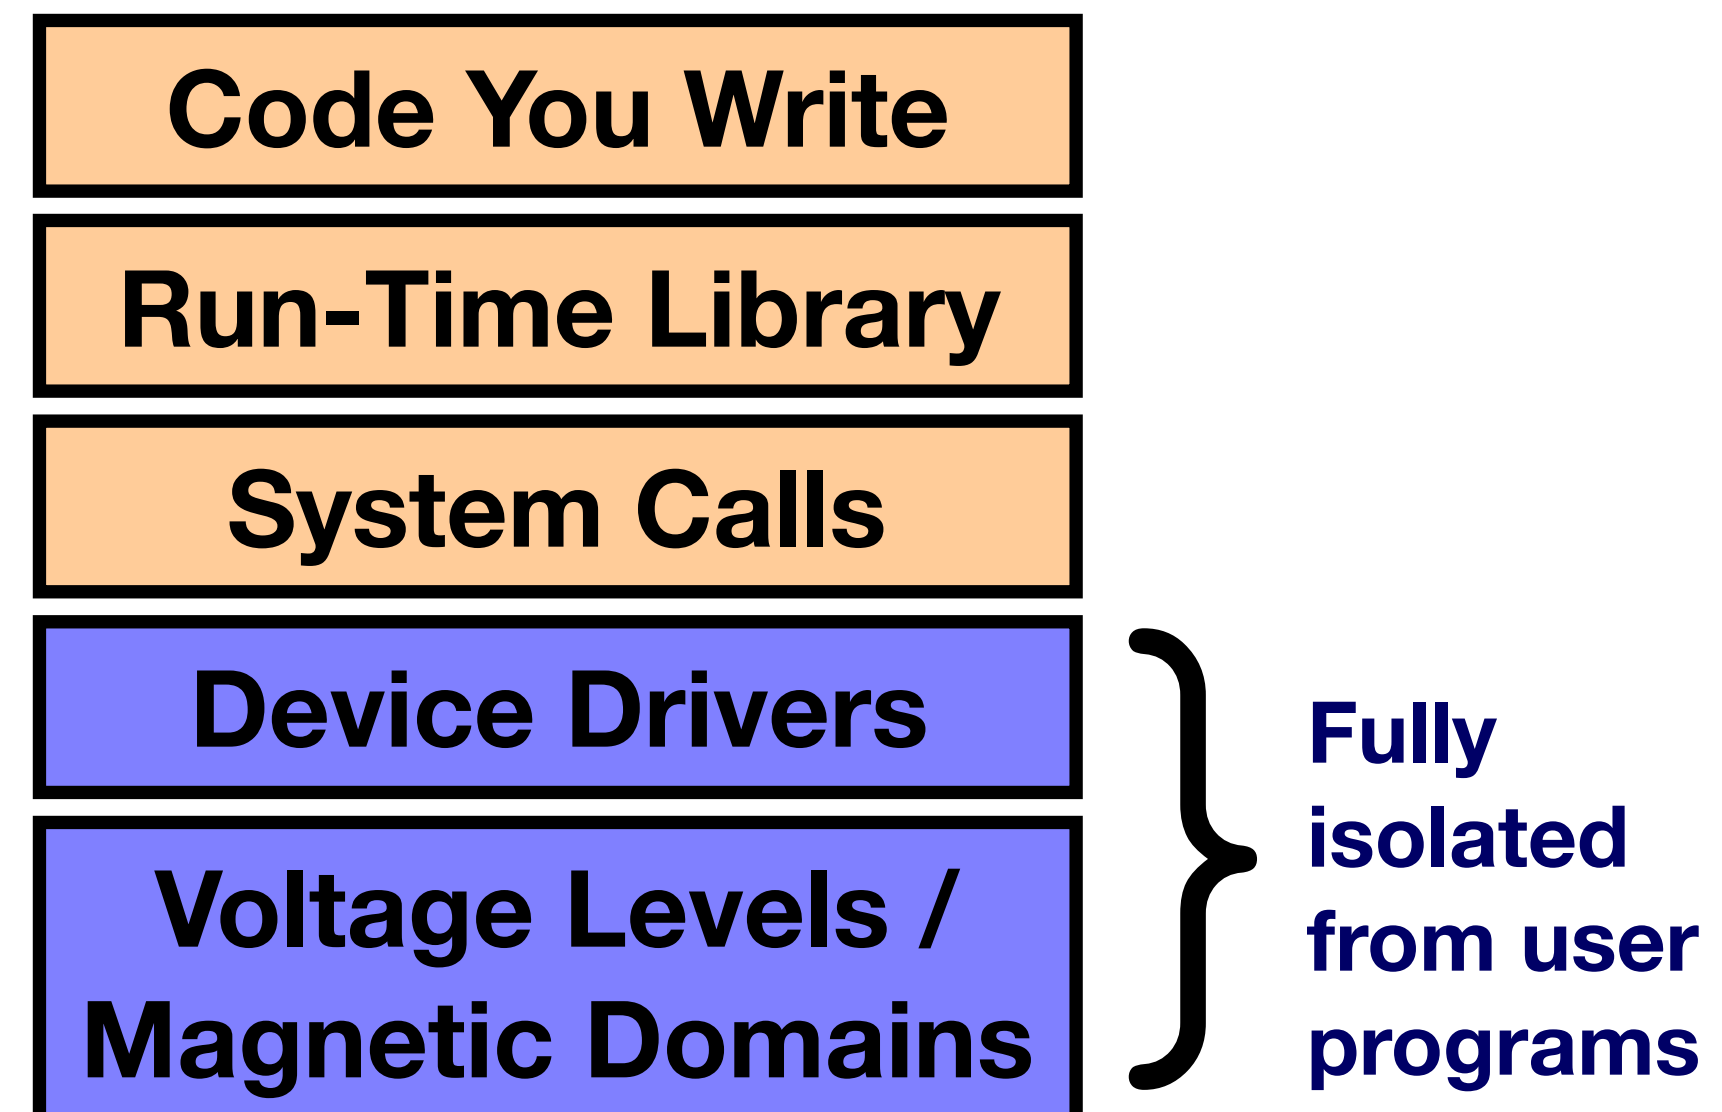 Code You Write
Run-Time Library
System Calls
Device Drivers
Voltage Levels /
Magnetic Domains
Fully
isolated
from user
programs